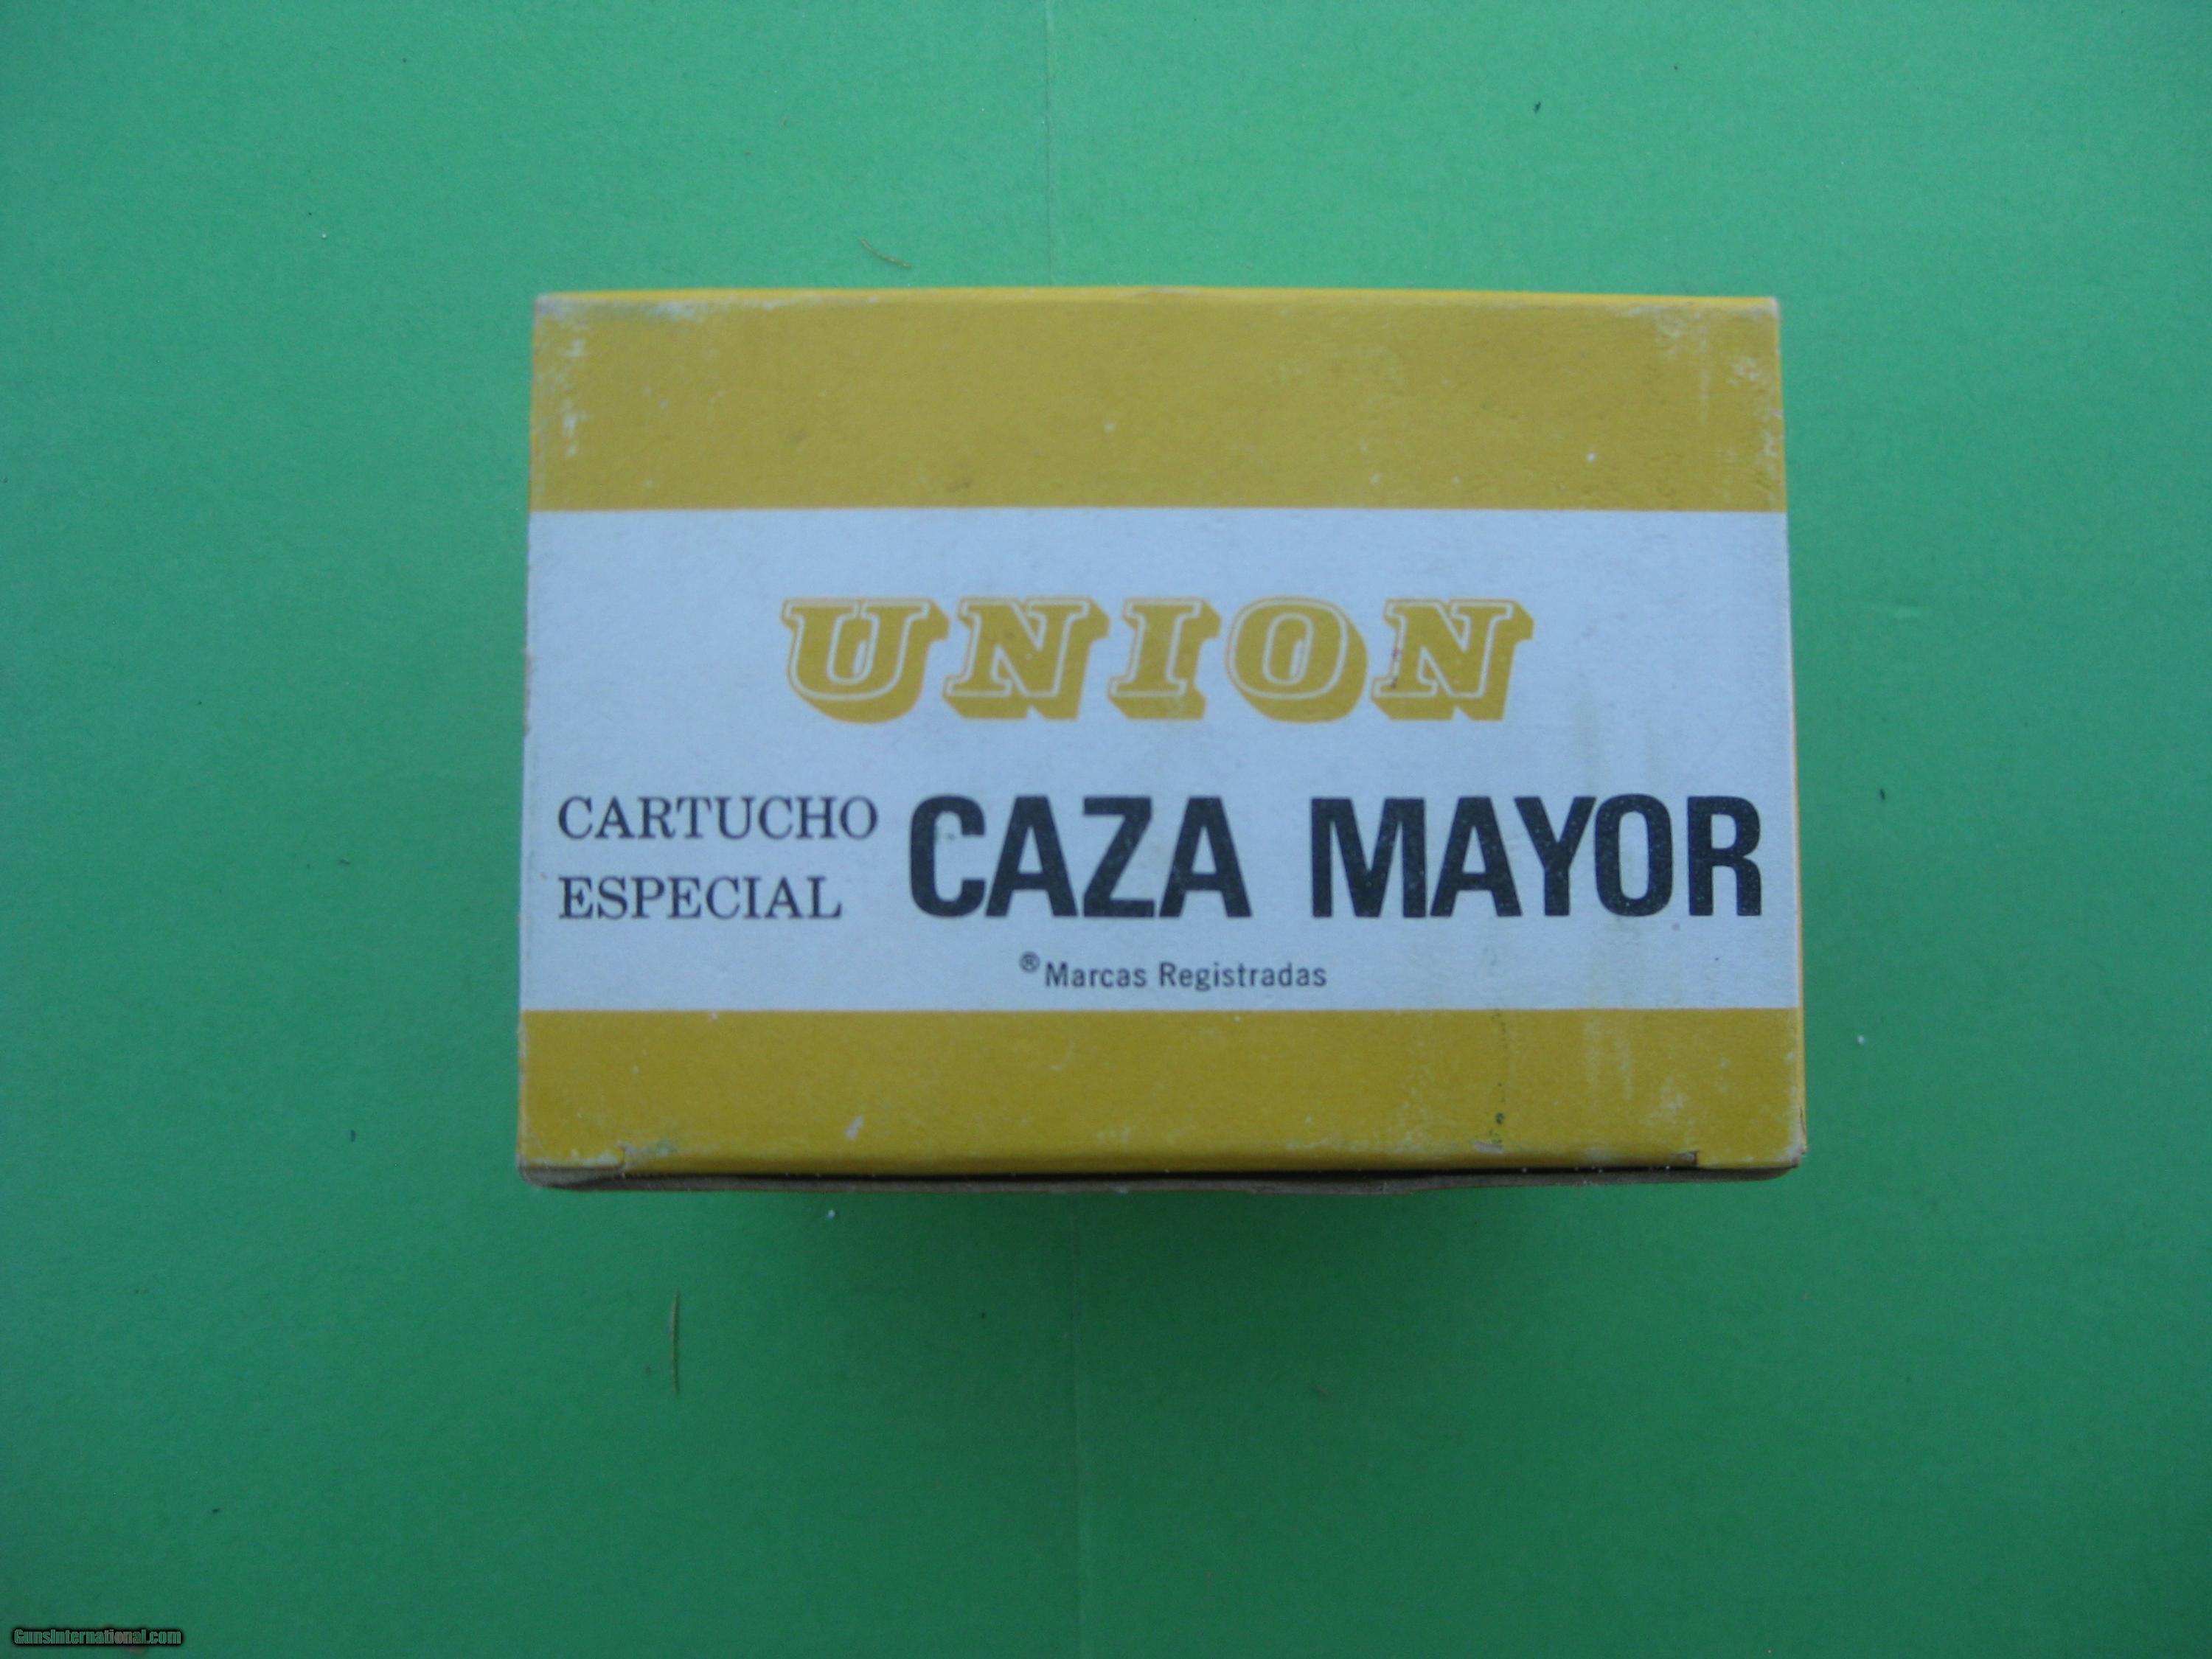 UNION
CARTUCHO
ESPECIAL
CAZA MAYOR
® Marcas Registradas
GunsInternational.com